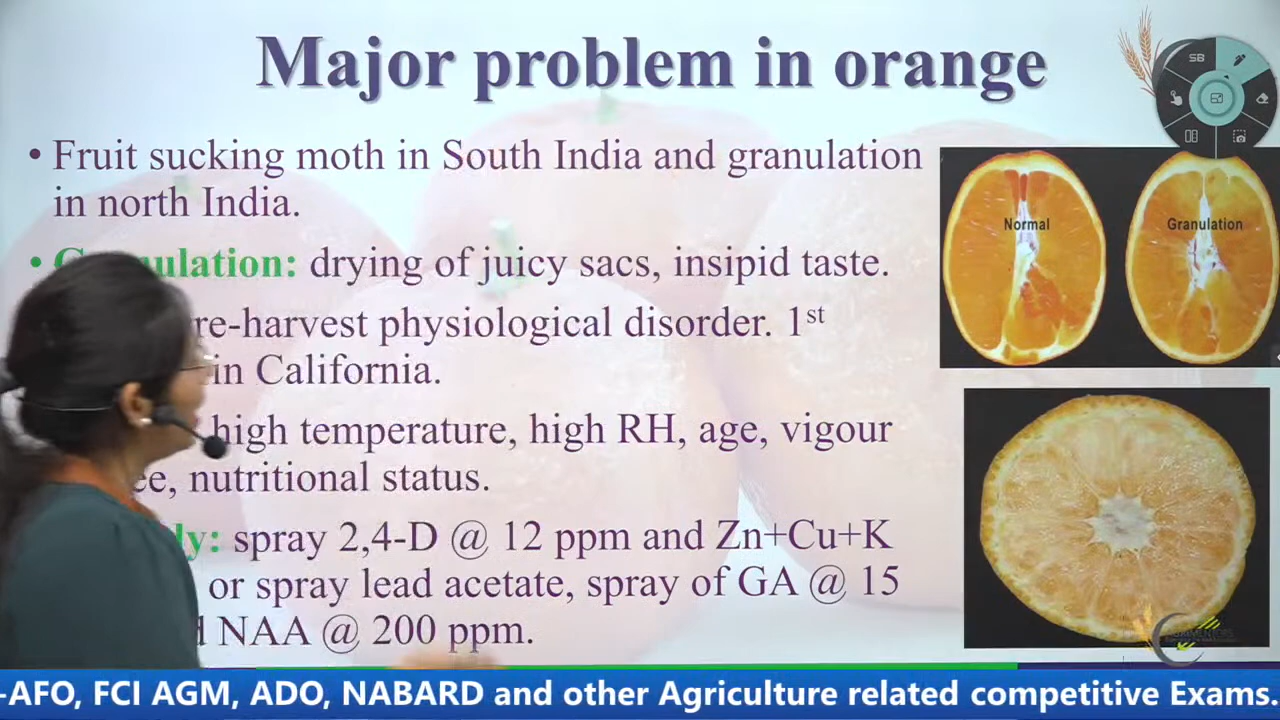 Major problem in orange
SB
• Fruit sucking moth in South India and granulation
in north India.
Normal
Granulation
• Granulation: drying of juicy sacs, insipid taste.
re-harvest physiological disorder. 1st
in California.
high temperature, high RH, age, vigour
ee, nutritional status.
ly: spray 2,4-D @ 12 ppm and Zn+Cu+K
or spray lead acetate, spray of GA @ 15
d NAA @ 200 ppm.
-AFO, FCI AGM, ADO, NABARD and other Agriculture related competitive Exams.